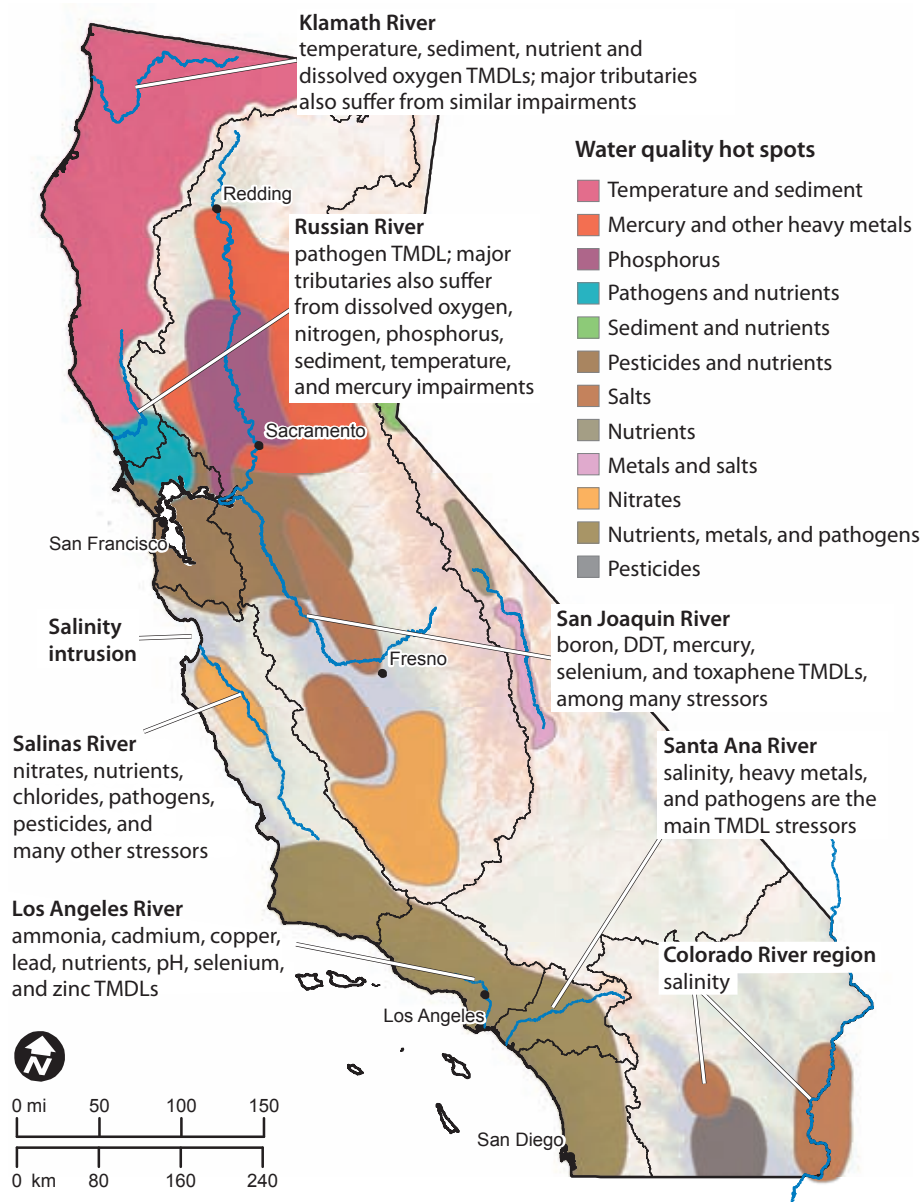 Klamath River
temperature, sediment, nutrient and
dissolved oxygen TMDLs; major tributaries
also suffer from similar impairments
Water quality hot spots
Temperature and sediment
Mercury and other heavy metals
Phosphorus
Pathogens and nutrients
Sediment and nutrients
Pesticides and nutrients
Salts
Nutrients
Metals and salts
Nitrates
Nutrients, metals, and pathogens
Pesticides
Redding
Russian River
pathogen TMDL; major
tributaries also suffer
from dissolved oxygen,
nitrogen, phosphorus,
sediment, temperature,
and mercury impairments
Sacramento
San Francisco
Salinity
intrusion
Fresno
San Joaquin River
boron, DDT, mercury,
selenium, and toxaphene TMDLs,
among many stressors
Salinas River
nitrates, nutrients,
chlorides, pathogens,
pesticides, and
many other stressors
Santa Ana River
salinity, heavy metals,
and pathogens are the
main TMDL stressors
Los Angeles River
ammonia, cadmium, copper,
lead, nutrients, pH, selenium,
and zinc TMDLs
Colorado River region
salinity
Los Angeles
San Diego
N
0 mi 50 100 150
0 km 80 160 240